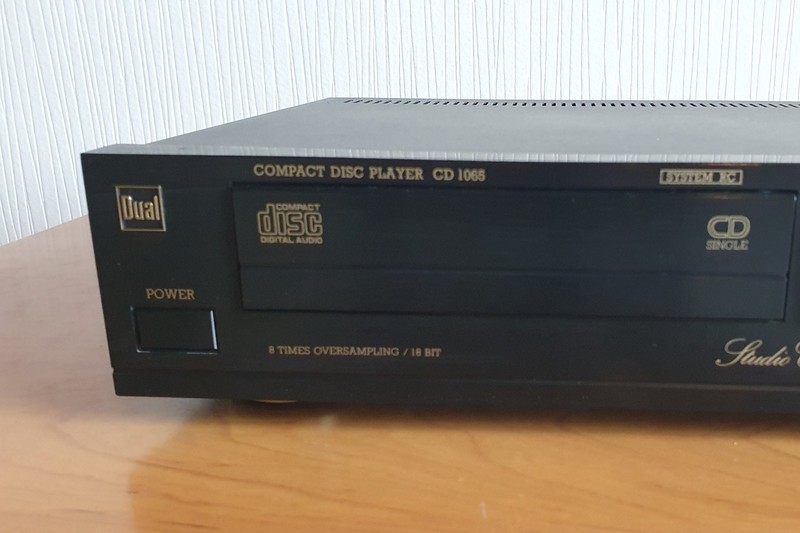 COMPACT DISC PLAYER CD 1065
SYSTEM RC
Dual
COMPACT
disc
DIGITAL AUDIO
CD
SINGLE
POWER
8 TIMES OVERSAMPLING / 18 BIT
Studio